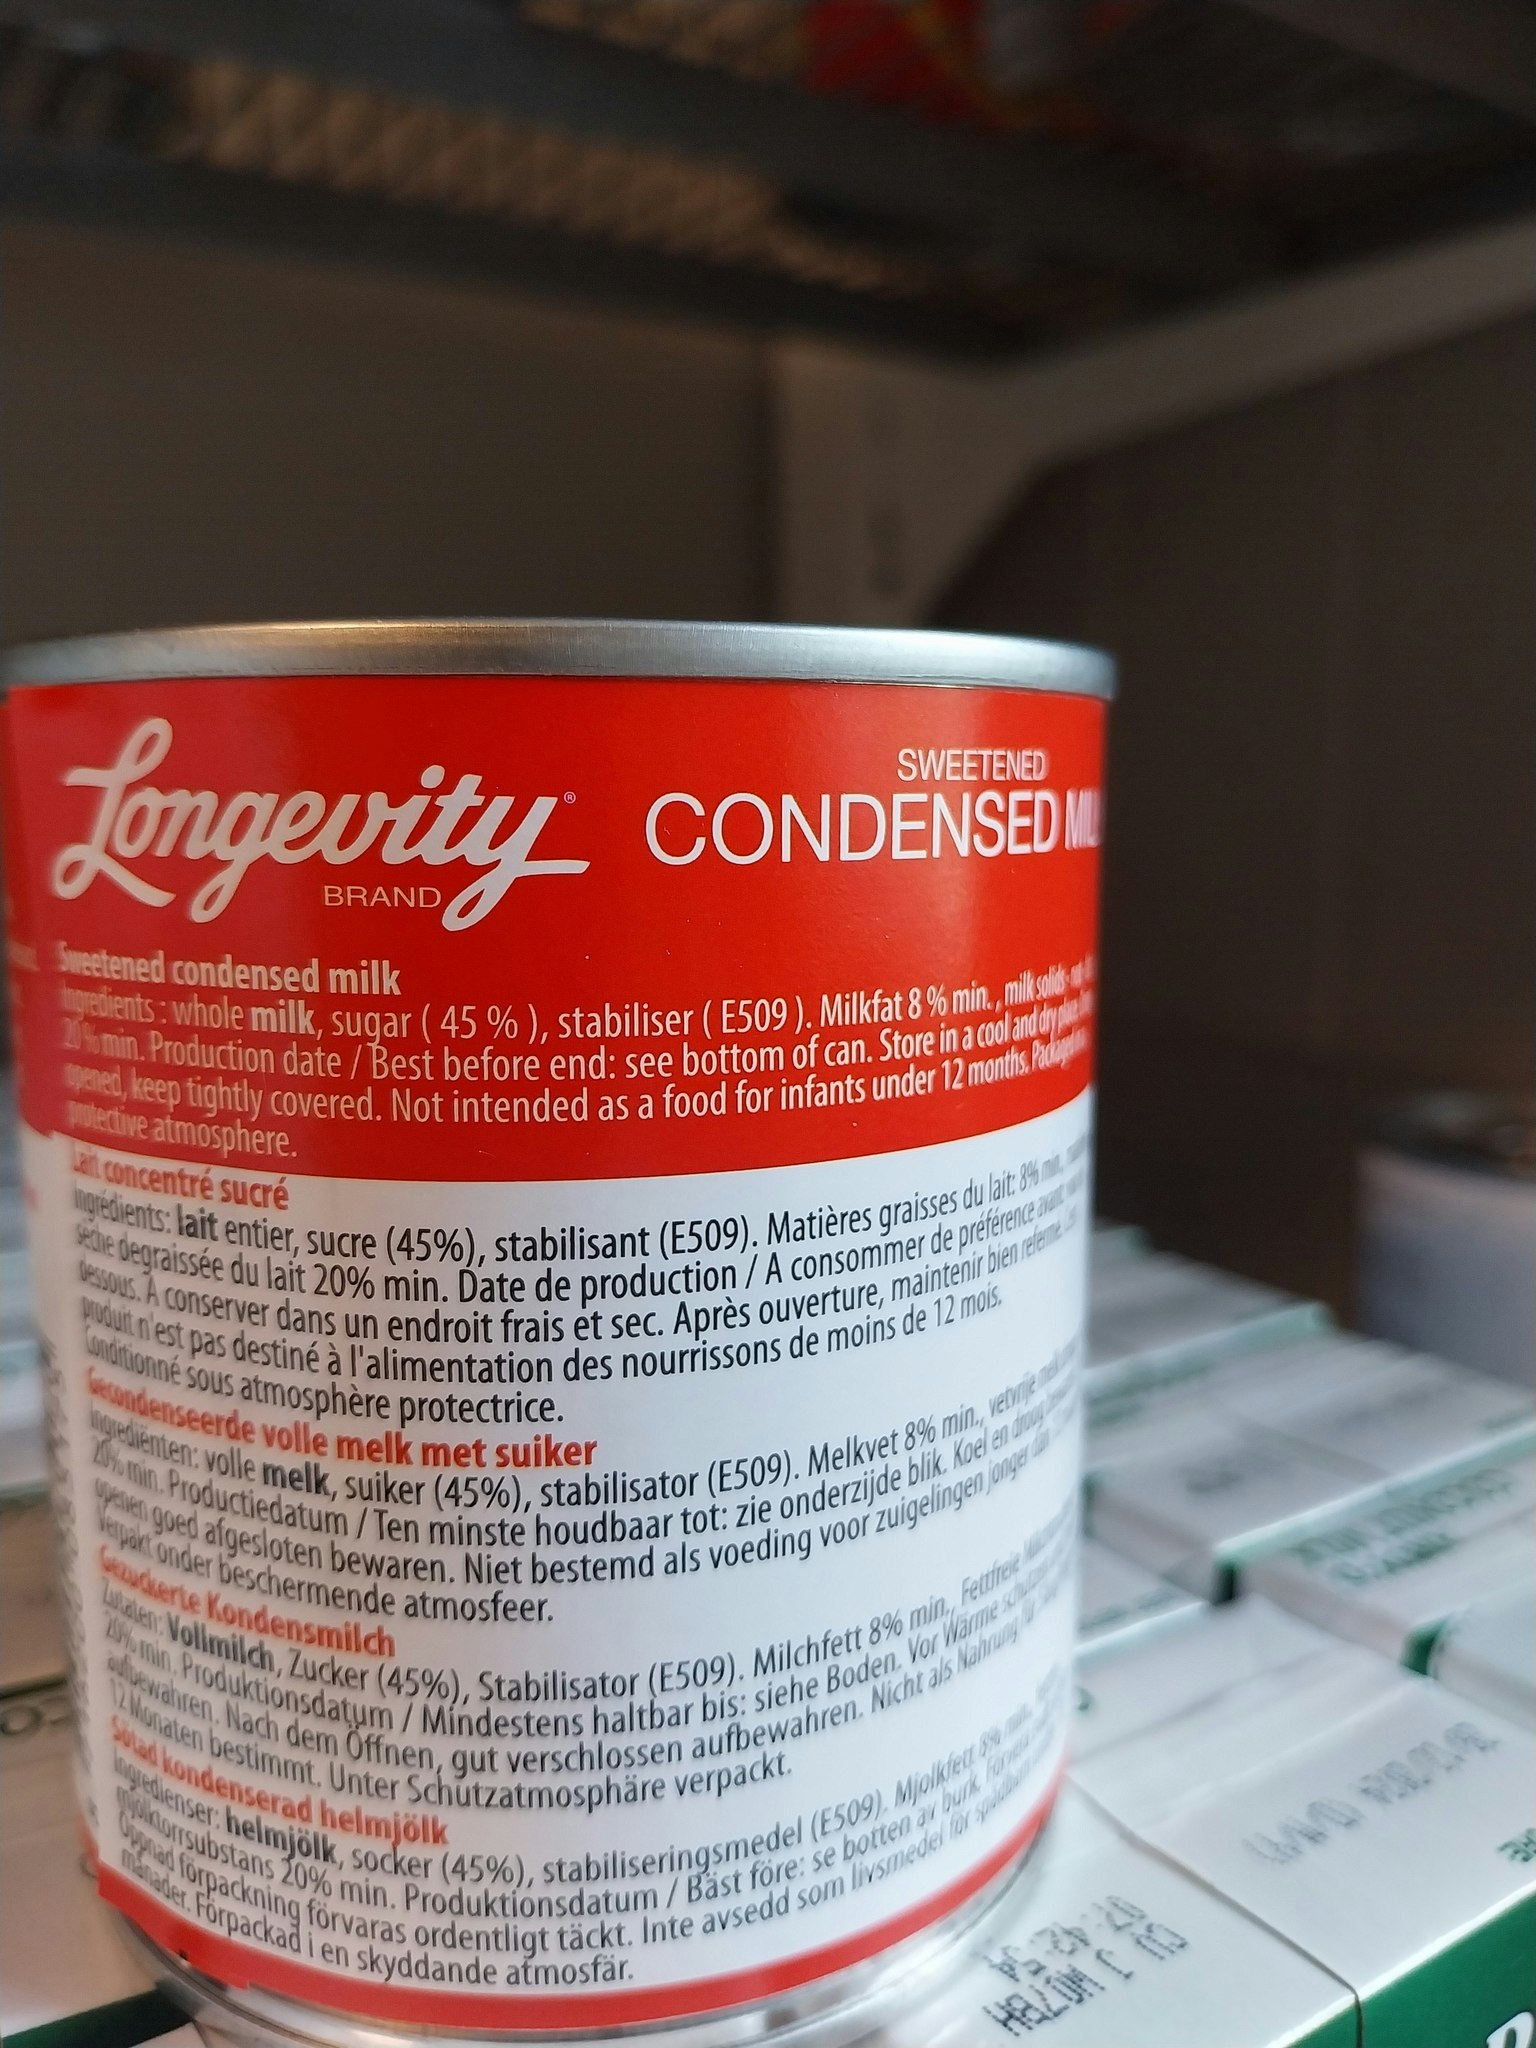 Longevity®
BRAND
SWEETENED
CONDENSED MIL
Sweetened condensed milk
Ingredients : whole milk, sugar ( 45 % ), stabiliser ( E509 ). Milkfat 8 % min. , milk solids
20% min. Production date / Best before end: see bottom of can. Store in a cool and dry place.
opened, keep tightly covered. Not intended as a food for infants under 12 months. Packaged
protective atmosphere.
Lait concentré sucré
Ingrédients: lait entier, sucre (45%), stabilisant (E509). Matières graisses du lait: 8% min.,
sèche degraissée du lait 20% min. Date de production / A consommer de préférence avant:
dessous. A conserver dans un endroit frais et sec. Après ouverture, maintenir bien refermé.
produit n'est pas destiné à l'alimentation des nourrissons de moins de 12 mois.
Conditionné sous atmosphère protectrice.
Gecondenseerde volle melk met suiker
Ingrediënten: volle melk, suiker (45%), stabilisator (E509). Melkvet 8% min., vetvrije
20% min. Productiedatum / Ten minste houdbaar tot: zie onderzijde blik. Koel en droog
openen goed afgesloten bewaren. Niet bestemd als voeding voor zuigelingen jonger dan
Verpakt onder beschermende atmosfeer.
Gezuckerte Kondensmilch
Zutaten: Vollmilch, Zucker (45%), Stabilisator (E509). Milchfett 8% min., Fettfreie
20% min. Produktionsdatum / Mindestens haltbar bis: siehe Boden. Vor Wärme
aufbewahren. Nach dem Öffnen, gut verschlossen aufbewahren. Nicht als Nahrung für
12 Monaten bestimmt. Unter Schutzatmosphäre verpackt.
Sötad kondenserad helmjölk
Ingredienser: helmjölk, socker (45%), stabiliseringsmedel (E509). Mjolkfett 8% min.,
mjölktorrsubstans 20% min. Produktionsdatum / Bäst före: se botten av burk. Förvara
Öppnad förpackning förvaras ordentligt täckt. Inte avsedd som livsmedel för spädbarn
månader. Förpackad i en skyddande atmosfär.